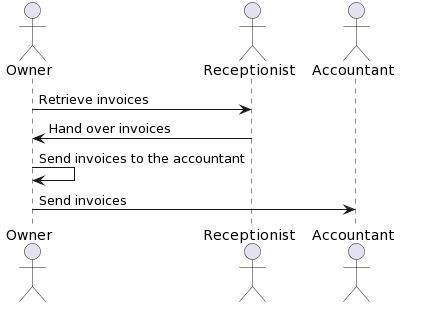 Owner Receptionist Accountant
Retrieve invoices
Hand over invoices
Send invoices to the accountant
Send invoices
Owner Receptionist Accountant